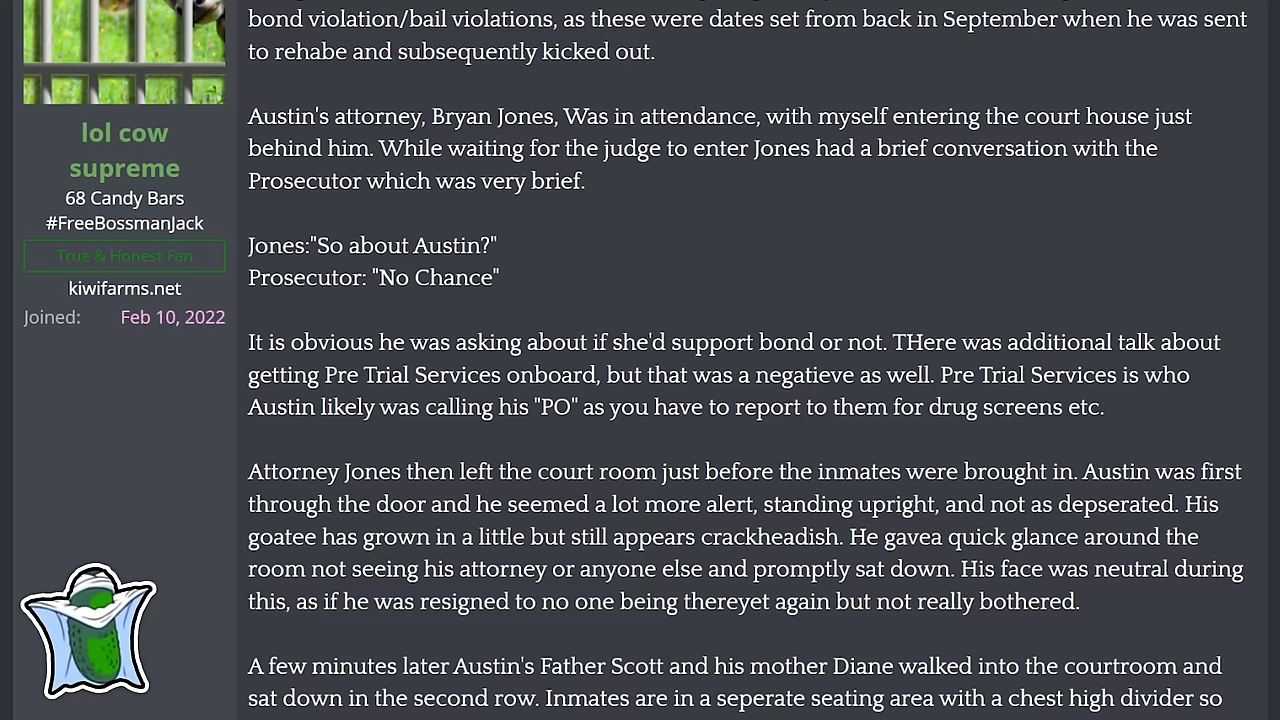 bond violation/bail violations, as these were dates set from back in September when he was sent
to rehabe and subsequently kicked out.
Austin's attorney, Bryan Jones, Was in attendance, with myself entering the court house just
behind him. While waiting for the judge to enter Jones had a brief conversation with the
Prosecutor which was very brief.
Jones:"So about Austin?"
Prosecutor: "No Chance"
It is obvious he was asking about if she'd support bond or not. THere was additional talk about
getting Pre Trial Services onboard, but that was a negatieve as well. Pre Trial Services is who
Austin likely was calling his "PO" as you have to report to them for drug screens etc.
Attorney Jones then left the court room just before the inmates were brought in. Austin was first
through the door and he seemed a lot more alert, standing upright, and not as depserated. His
goatee has grown in a little but still appears crackheadish. He gavea quick glance around the
room not seeing his attorney or anyone else and promptly sat down. His face was neutral during
this, as if he was resigned to no one being thereyet again but not really bothered.
A few minutes later Austin's Father Scott and his mother Diane walked into the courtroom and
sat down in the second row. Inmates are in a seperate seating area with a chest high divider so
lol cow
supreme
68 Candy Bars
#FreeBossmanJack
True & Honest Fan
kiwifarms.net
Joined: Feb 10, 2022